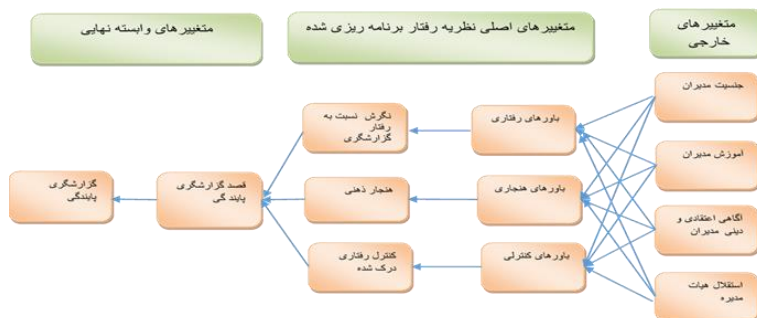 متغییرهای
خارجی
متغییرهای اصلی نظریه رفتار برنامه ریزی شده
متغییرهای وابسته نهایی
جنسیت مدیران
آموزش مدیران
آگاهی اعتقادی و
دینی مدیران
استقلال هیات
مدیره
باورهای رفتاری
باورهای هنجاری
باورهای کنترلی
نگرش نسبت به
رفتار
گزارشگری
هنجار ذهنی
کنترل رفتاری
درک شده
قصد گزارشگری
پایند گی
گزارشگری
پایندگی